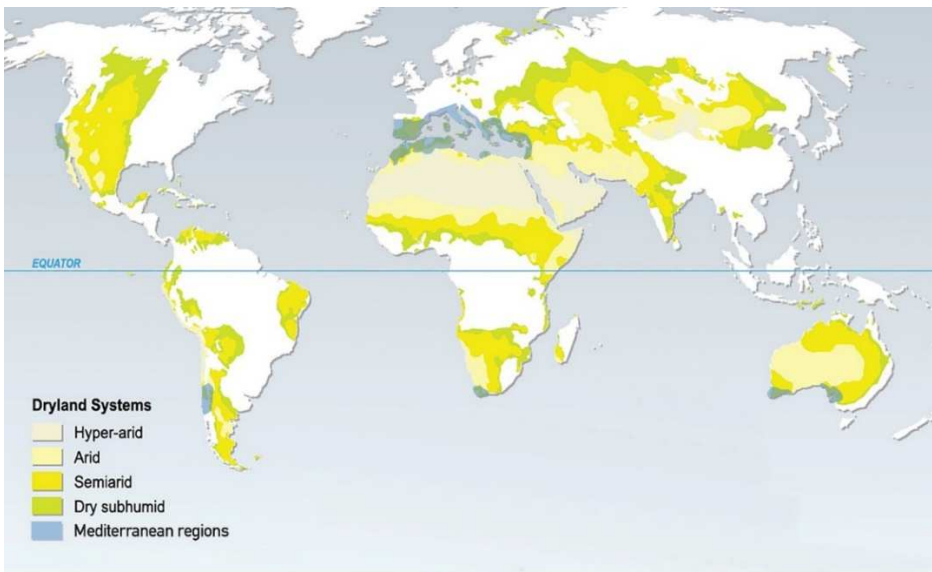 EQUATOR
Dryland Systems
Hyper-arid
Arid
Semiarid
Dry subhumid
Mediterranean regions